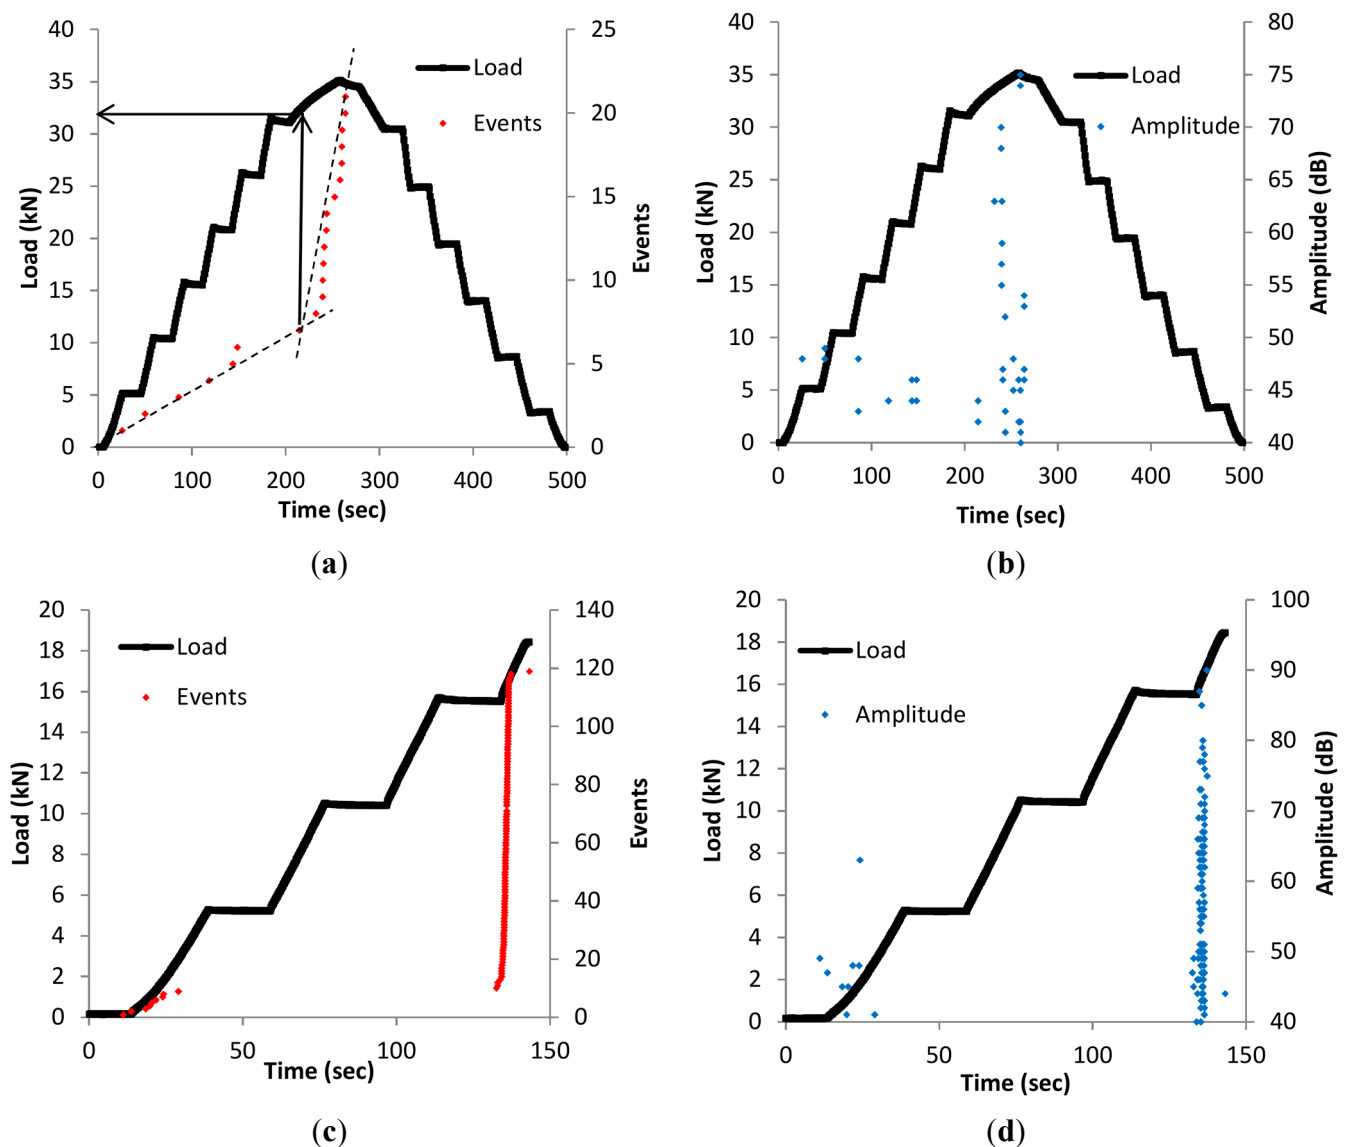 40
35
30
25
20
15
10
5
0
Load (kN)
0 100 200 300 400 500
Time (sec)
25
20
15
10
5
0
Events
Load
Events
(a)
40
35
30
25
20
15
10
5
0
Load (kN)
0 100 200 300 400 500
Time (sec)
80
75
70
65
60
55
50
45
40
Amplitude (dB)
Load
Amplitude
(b)
20
18
16
14
12
10
8
6
4
2
0
Load (kN)
0 50 100 150
Time (sec)
140
120
100
80
60
40
20
0
Events
Load
Events
(c)
20
18
16
14
12
10
8
6
4
2
0
Load (kN)
0 50 100 150
Time (sec)
100
90
80
70
60
50
40
Amplitude (dB)
Load
Amplitude
(d)